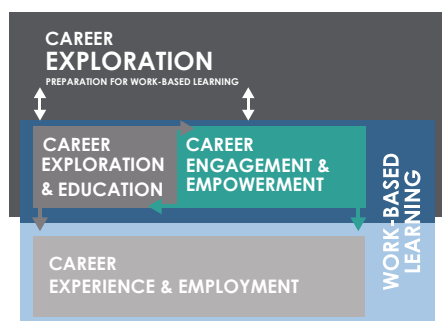 CAREER
EXPLORATION
PREPARATION FOR WORK-BASED LEARNING
CAREER
EXPLORATION
& EDUCATION
CAREER
ENGAGEMENT &
EMPOWERMENT
WORK-BASED
LEARNING
CAREER
EXPERIENCE & EMPLOYMENT